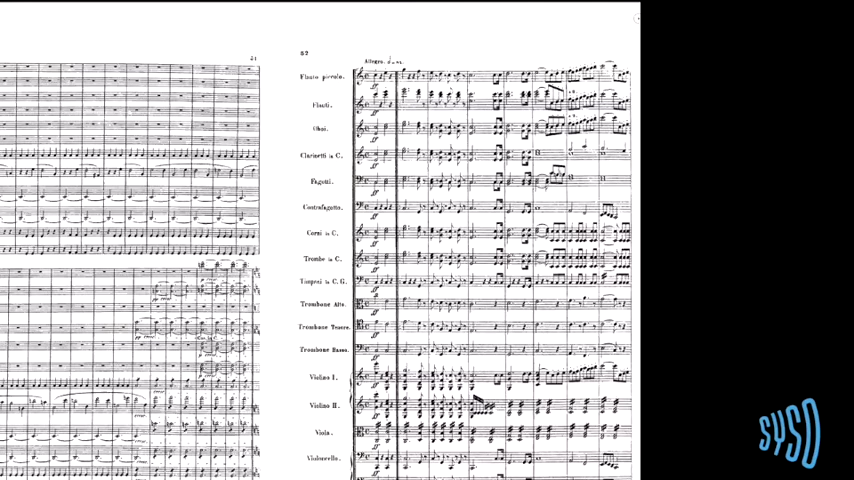 51
52
Allegro.
Flauto piccolo.
Flauti.
Oboi.
Clarinetti in C.
Fagotti.
Contrafagotto.
Corni in C.
Trombe in C.
Timpani in C, G.
Trombone Alto.
Trombone Tenore.
Trombone Basso.
Violino I.
Violino II.
Viola.
Violoncello.
SYSO